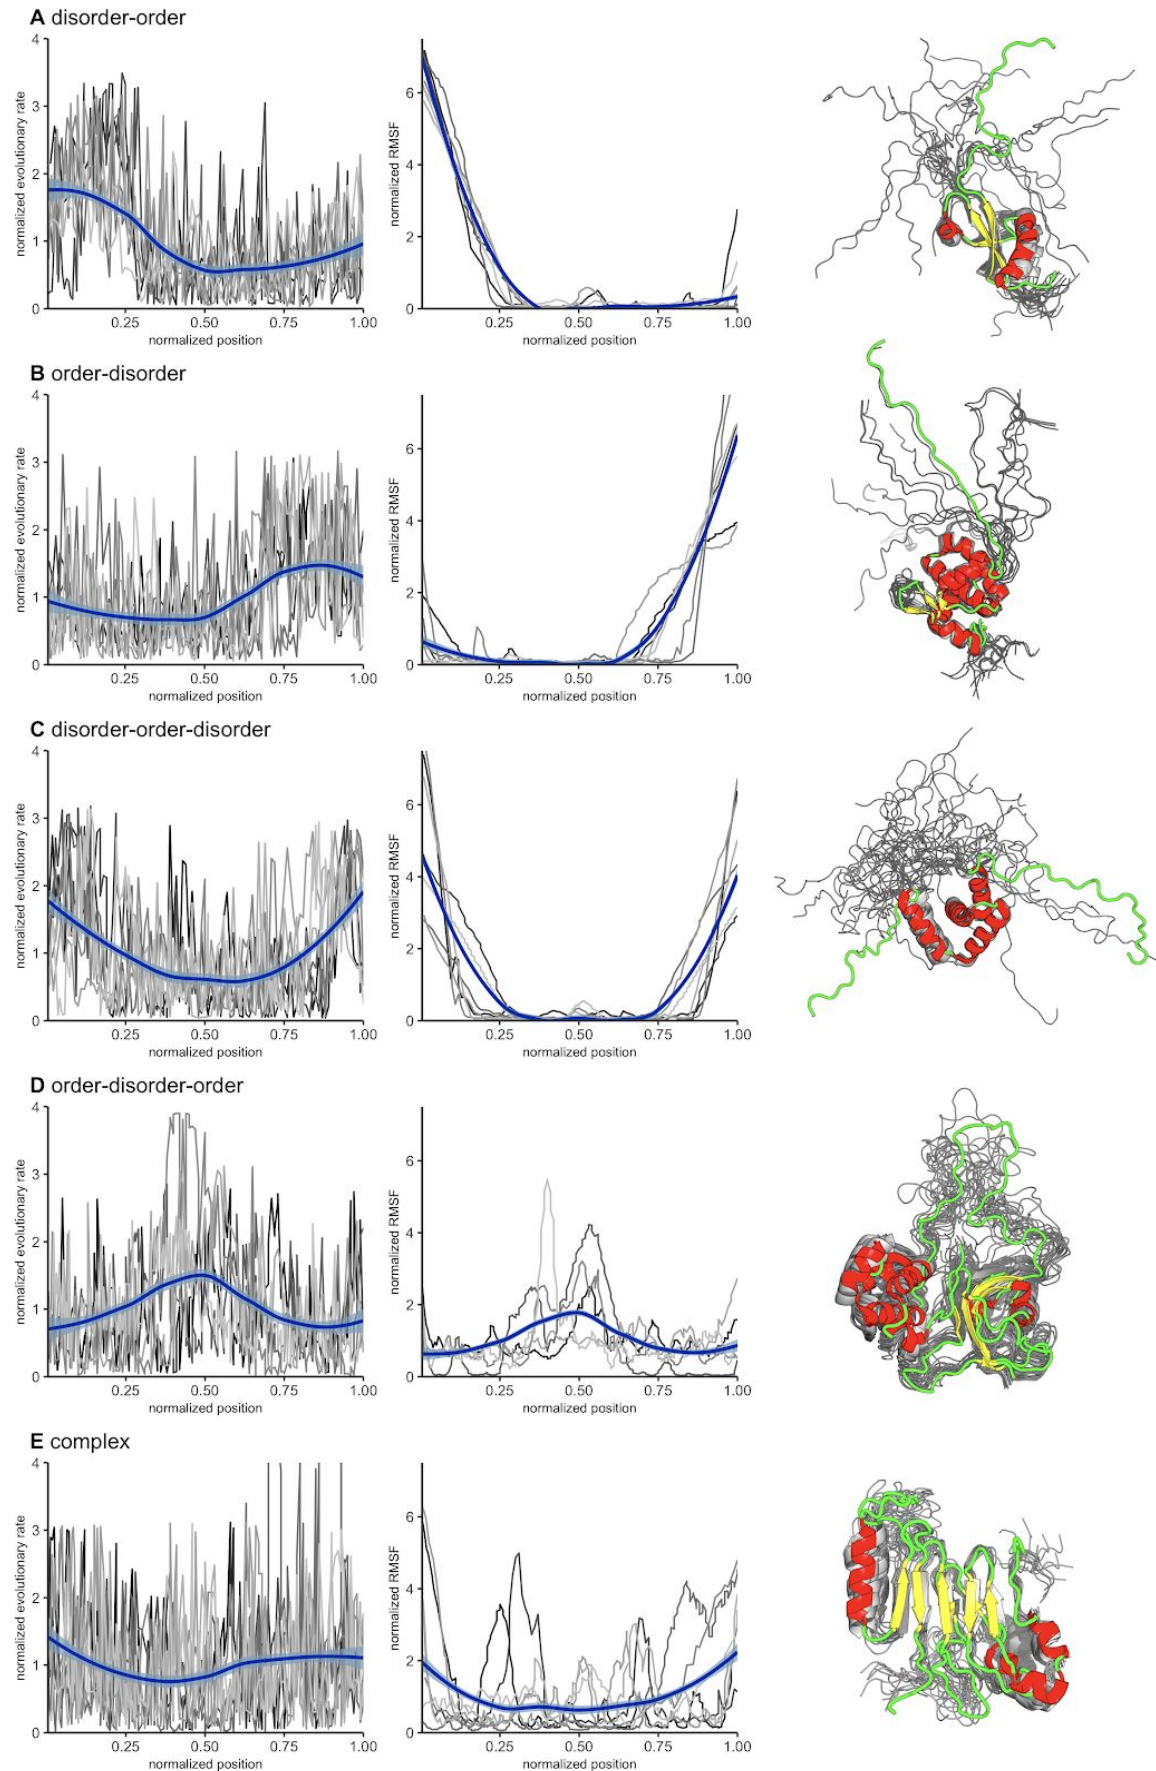 A disorder-order
4
3
2
1
0
normalized evolutionary rate
0.25 0.50 0.75 1.00
normalized position
6
4
2
0
normalized RMSF
0.25 0.50 0.75 1.00
normalized position
B order-disorder
4
3
2
1
0
normalized evolutionary rate
0.25 0.50 0.75 1.00
normalized position
6
4
2
0
normalized RMSF
0.25 0.50 0.75 1.00
normalized position
C disorder-order-disorder
4
3
2
1
0
normalized evolutionary rate
0.25 0.50 0.75 1.00
normalized position
6
4
2
0
normalized RMSF
0.25 0.50 0.75 1.00
normalized position
D order-disorder-order
4
3
2
1
0
normalized evolutionary rate
0.25 0.50 0.75 1.00
normalized position
6
4
2
0
normalized RMSF
0.25 0.50 0.75 1.00
normalized position
E complex
4
3
2
1
0
normalized evolutionary rate
0.25 0.50 0.75 1.00
normalized position
6
4
2
0
normalized RMSF
0.25 0.50 0.75 1.00
normalized position